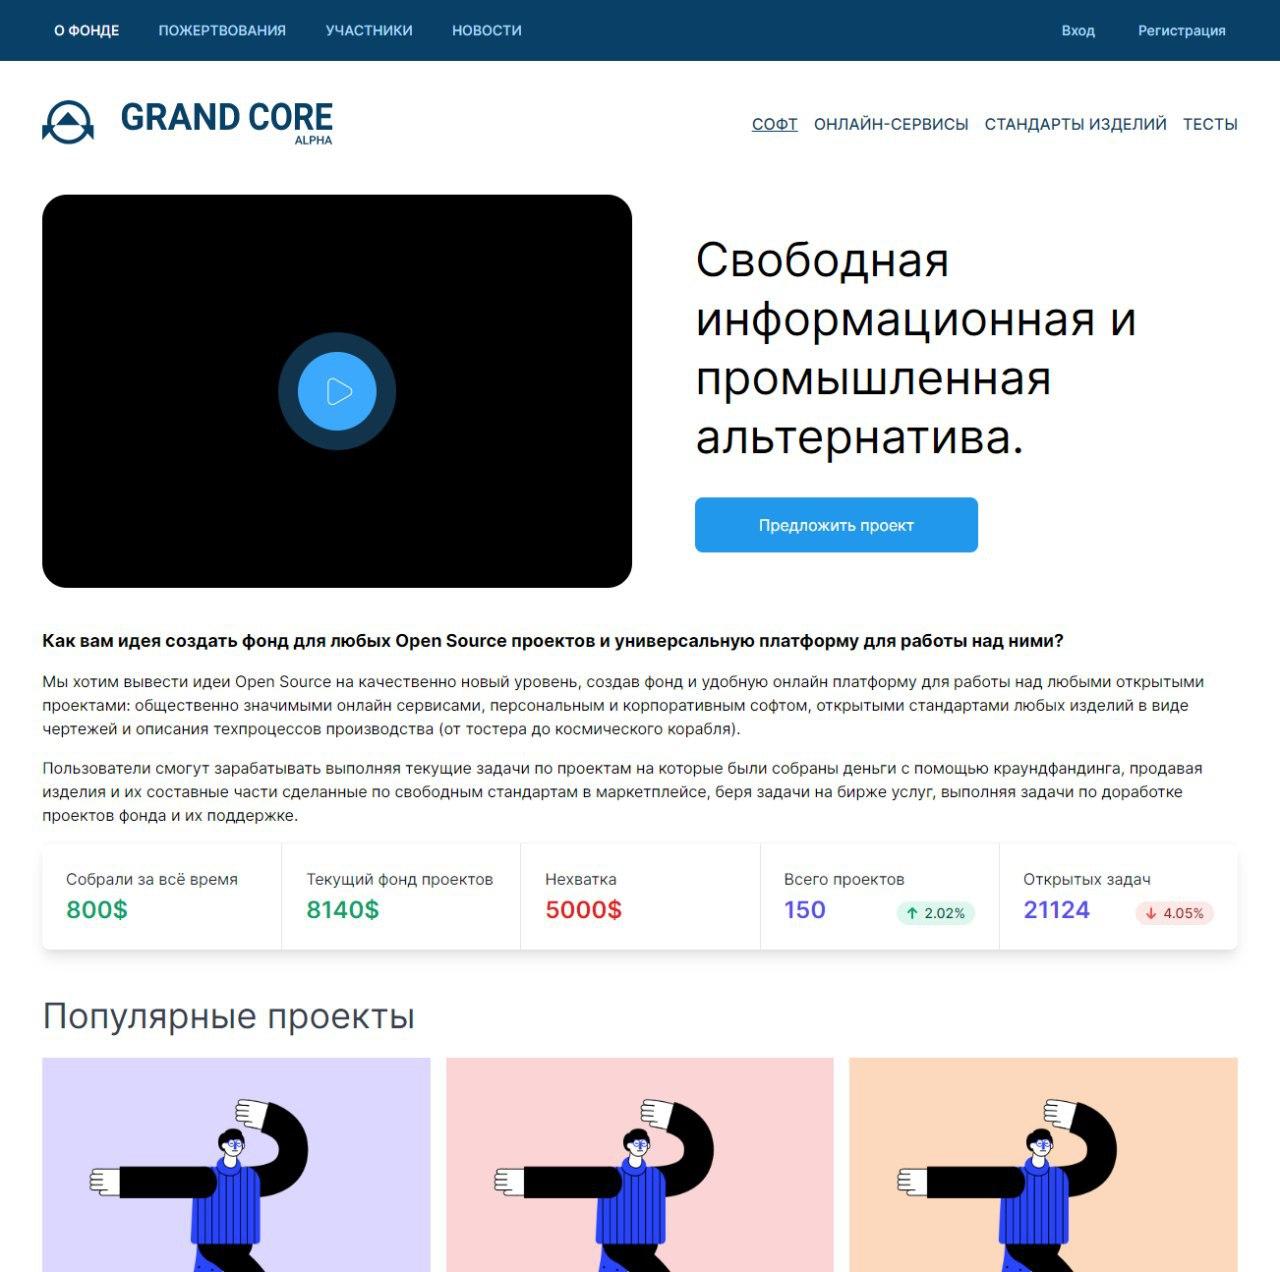 О ФОНДЕ ПОЖЕРТВОВАНИЯ УЧАСТНИКИ НОВОСТИ Вход Регистрация
GRAND CORE
ALPHA
СОФТ ОНЛАЙН-СЕРВИСЫ СТАНДАРТЫ ИЗДЕЛИЙ ТЕСТЫ
Свободная
информационная и
промышленная
альтернатива.
Предложить проект
Как вам идея создать фонд для любых Open Source проектов и универсальную платформу для работы над ними?
Мы хотим вывести идеи Open Source на качественно новый уровень, создав фонд и удобную онлайн платформу для работы над любыми открытыми
проектами: общественно значимыми онлайн сервисами, персональным и корпоративным софтом, открытыми стандартами любых изделий в виде
чертежей и описания техпроцессов производства (от тостера до космического корабля).
Пользователи смогут зарабатывать выполняя текущие задачи по проектам на которые были собраны деньги с помощью краундфандинга, продавая
изделия и их составные части сделанные по свободным стандартам в маркетплейсе, беря задачи на бирже услуг, выполняя задачи по доработке
проектов фонда и их поддержке.
Собрали за всё время
800$
Текущий фонд проектов
8140$
Нехватка
5000$
Всего проектов
150 2.02%
Открытых задач
21124 4.05%
Популярные проекты